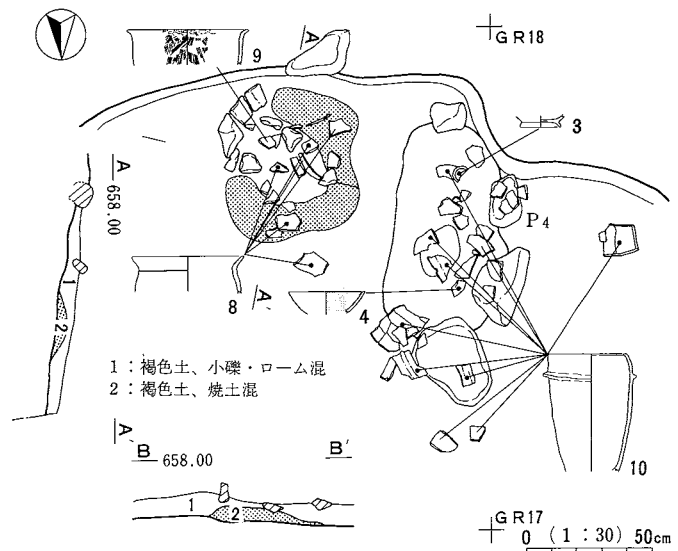 9
A
GR18
3
A
658.00
P4
1
2
8
A'
4
1：褐色土、小礫・ローム混
2：褐色土、焼土混
A'
B 658.00 B'
1
2
10
GR17
0 (1：30) 50cm